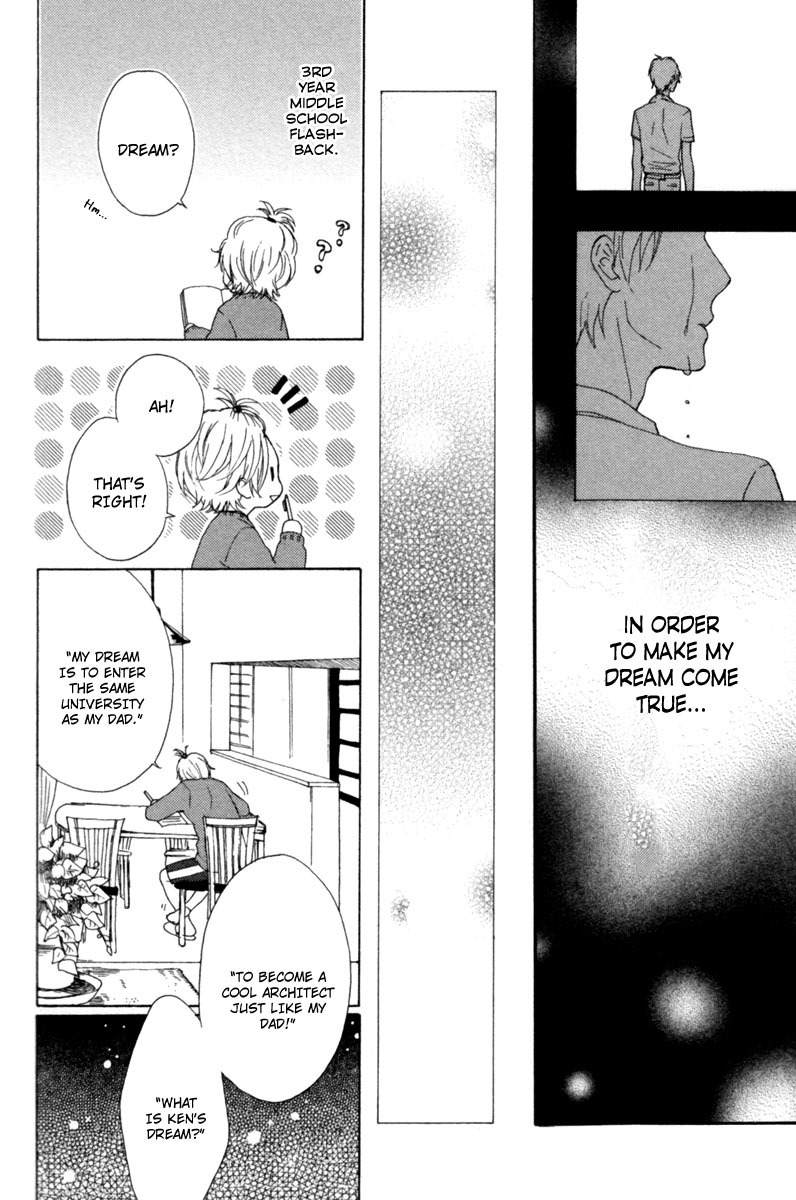 IN ORDER
TO MAKE MY
DREAM COME
TRUE...
3RD
YEAR
MIDDLE
SCHOOL
FLASH-
BACK.
DREAM?
Hm...
???
AH!
THAT'S
RIGHT!
"MY DREAM
IS TO ENTER
THE SAME
UNIVERSITY
AS MY DAD."
"TO BECOME A
COOL ARCHITECT
JUST LIKE MY
DAD!"
"WHAT
IS KEN'S
DREAM?"